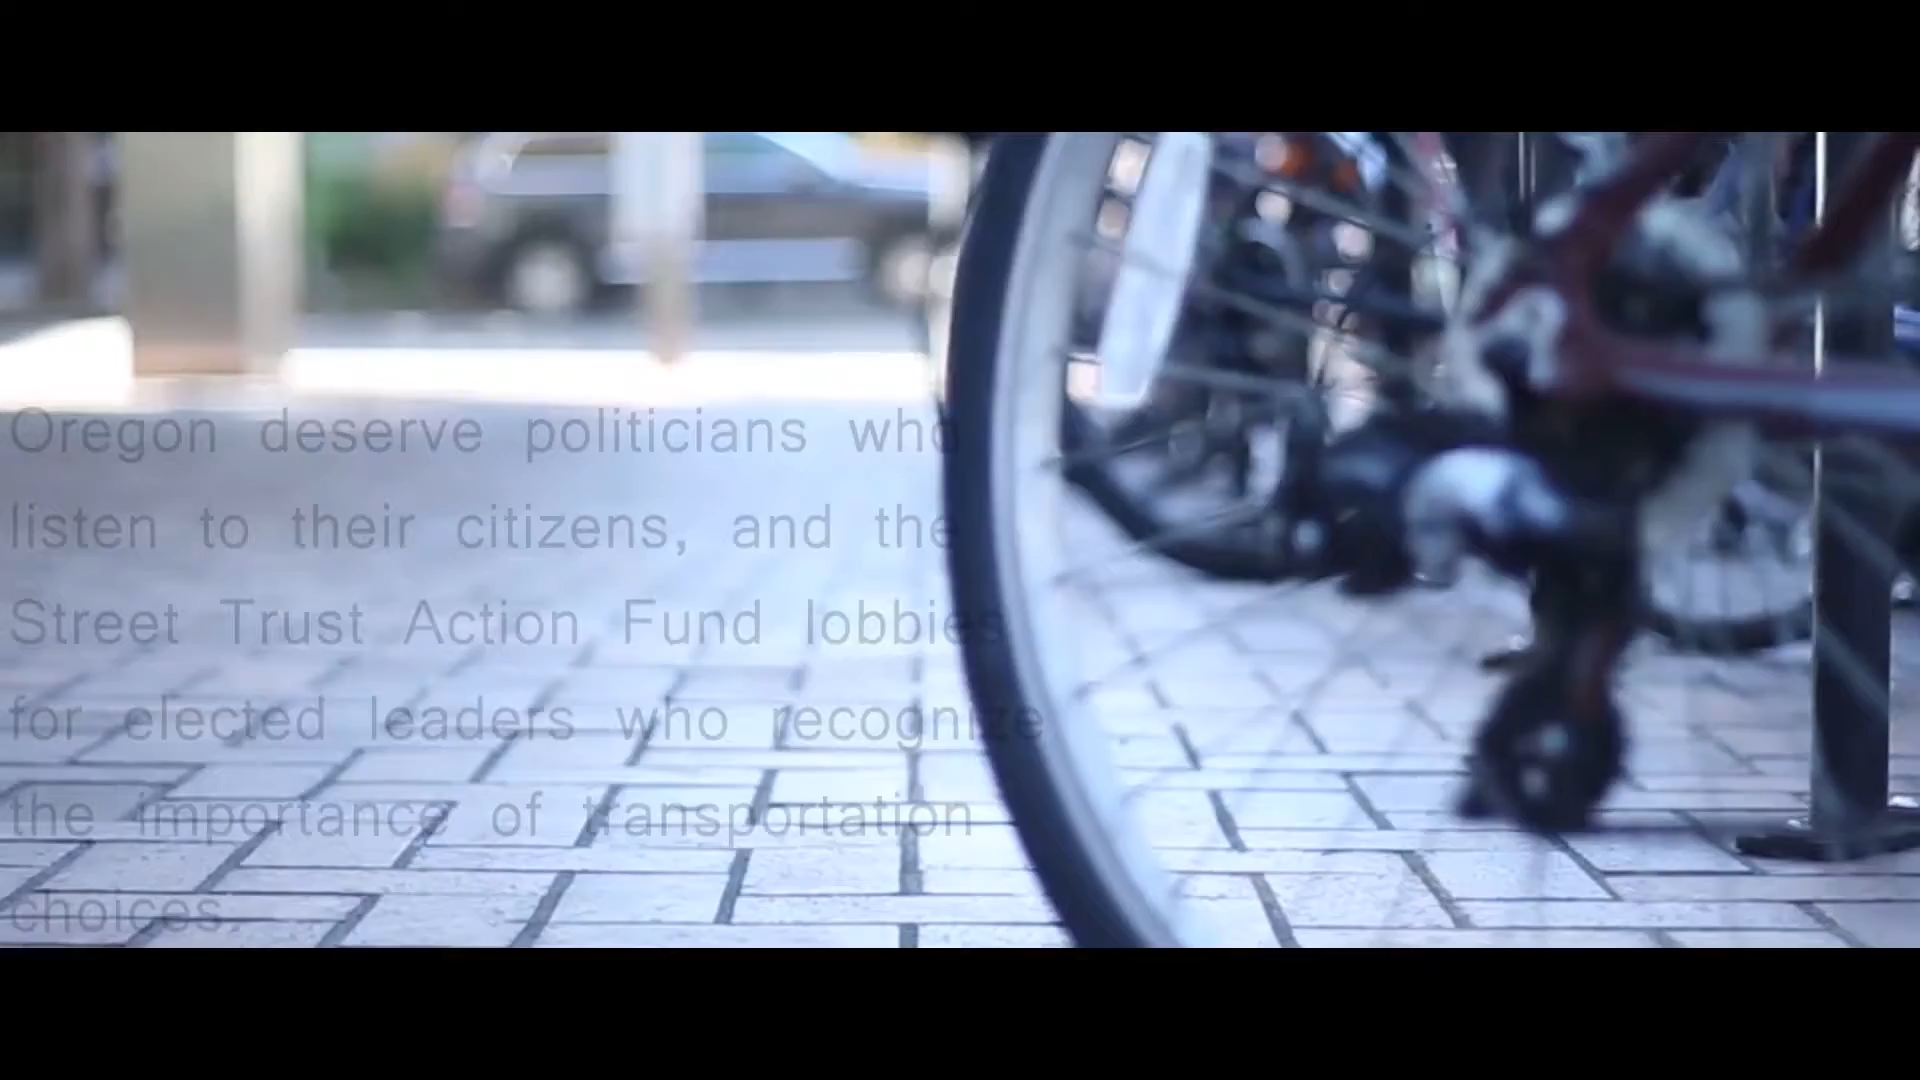 Oregon deserve politicians who
listen to their citizens, and the
Street Trust Action Fund lobbies
for elected leaders who recognize
the importance of transportation
choices.